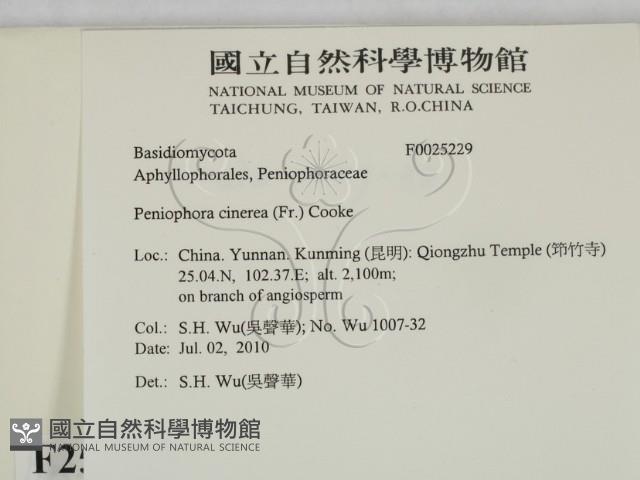 國立自然科學博物館
NATIONAL MUSEUM OF NATURAL SCIENCE
TAICHUNG, TAIWAN, R.O.CHINA
Basidiomycota F0025229
Aphyllophorales, Peniophoraceae
Peniophora cinerea (Fr.) Cooke
Loc.: China. Yunnan. Kunming (昆明): Qiongzhu Temple (筇竹寺)
25.04.N, 102.37.E; alt. 2,100m;
on branch of angiosperm
Col.: S.H. Wu(吳聲華); No. Wu 1007-32
Date: Jul. 02, 2010
Det.: S.H. Wu(吳聲華)
國立自然科學博物館
NATIONAL MUSEUM OF NATURAL SCIENCE